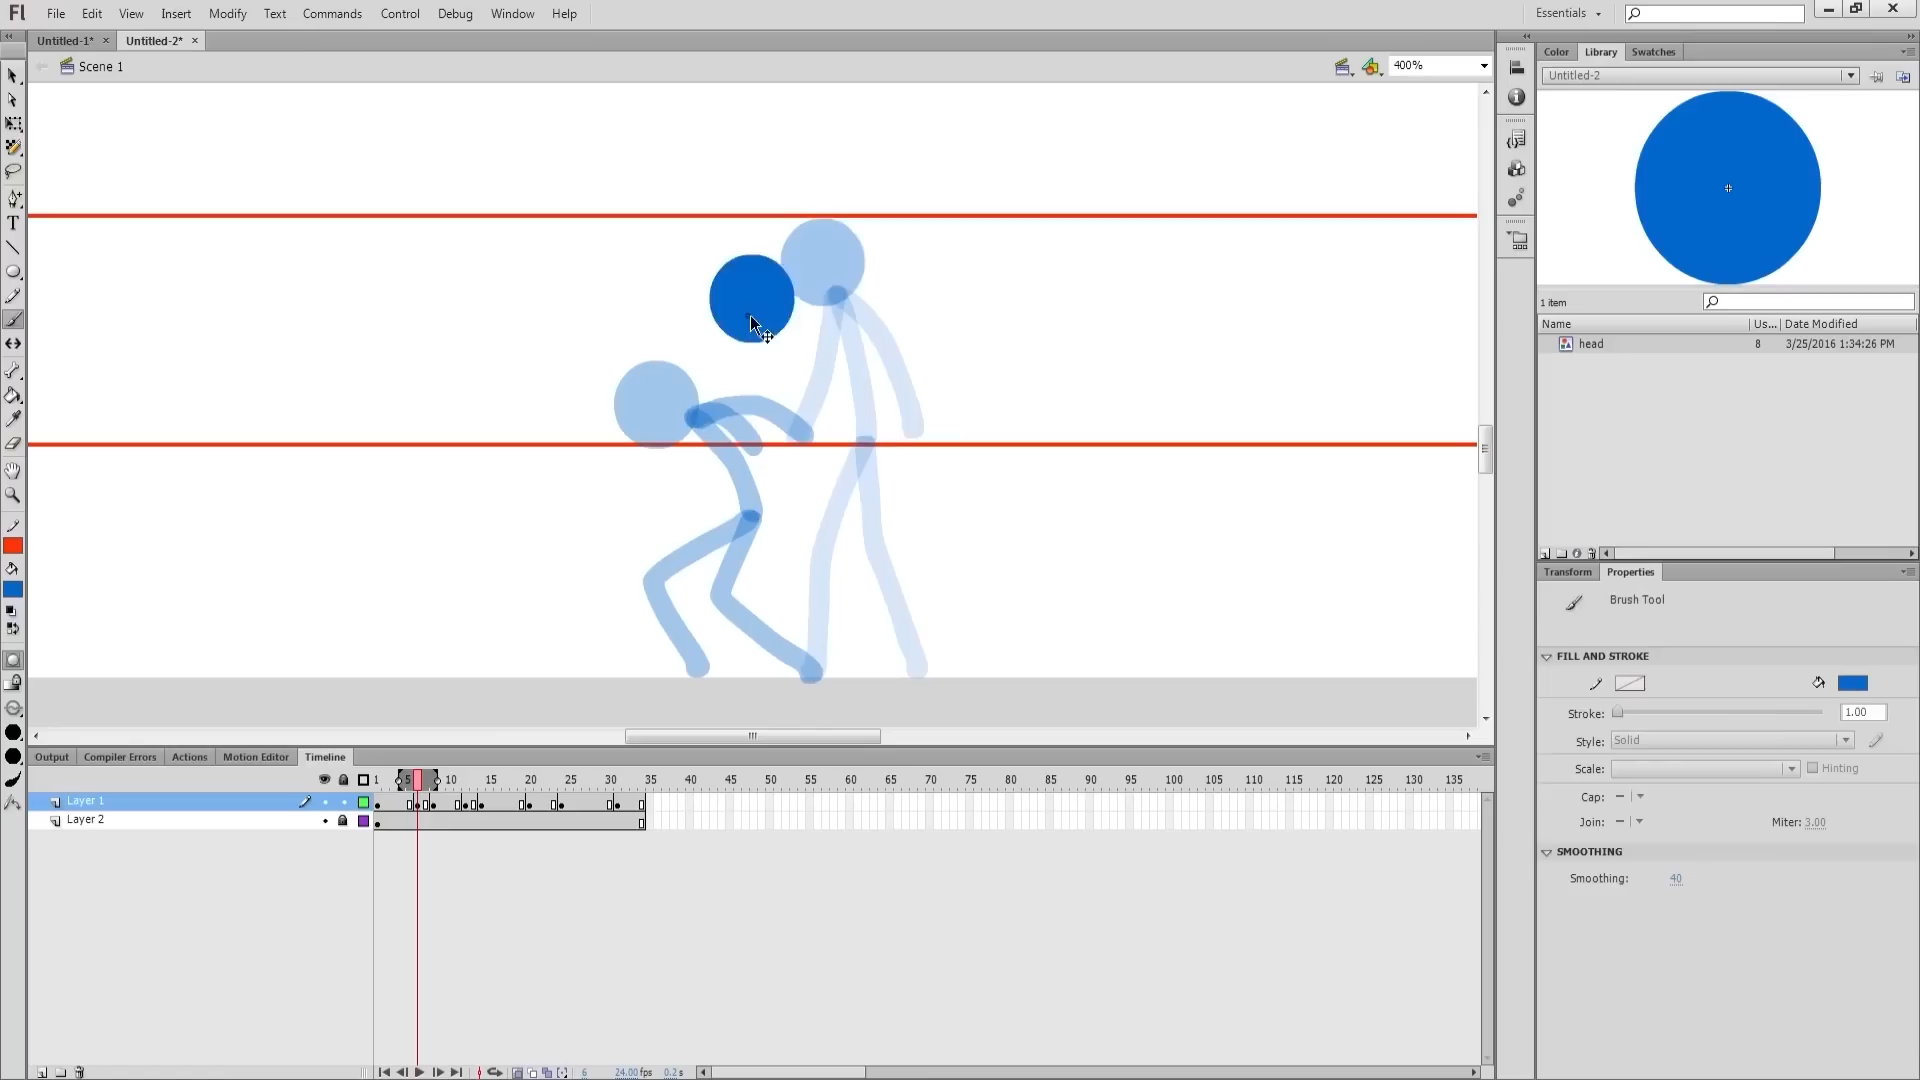 Fl File Edit View Insert Modify Text Commands Control Debug Window Help Essentials
Untitled-1* × Untitled-2* ×
Scene 1 400%
Color Library Swatches
Untitled-2
1 item
Name Us... Date Modified
head 8 3/25/2016 1:34:26 PM
Transform Properties
Brush Tool
FILL AND STROKE
Stroke: 1.00
Style: Solid
Scale: Hinting
Cap:
Join: Miter: 3.00
SMOOTHING
Smoothing: 40
Output Compiler Errors Actions Motion Editor Timeline
1 5 10 15 20 25 30 35 40 45 50 55 60 65 70 75 80 85 90 95 100 105 110 115 120 125 130 135
Layer 1
Layer 2
6 24.00 fps 0.2 s